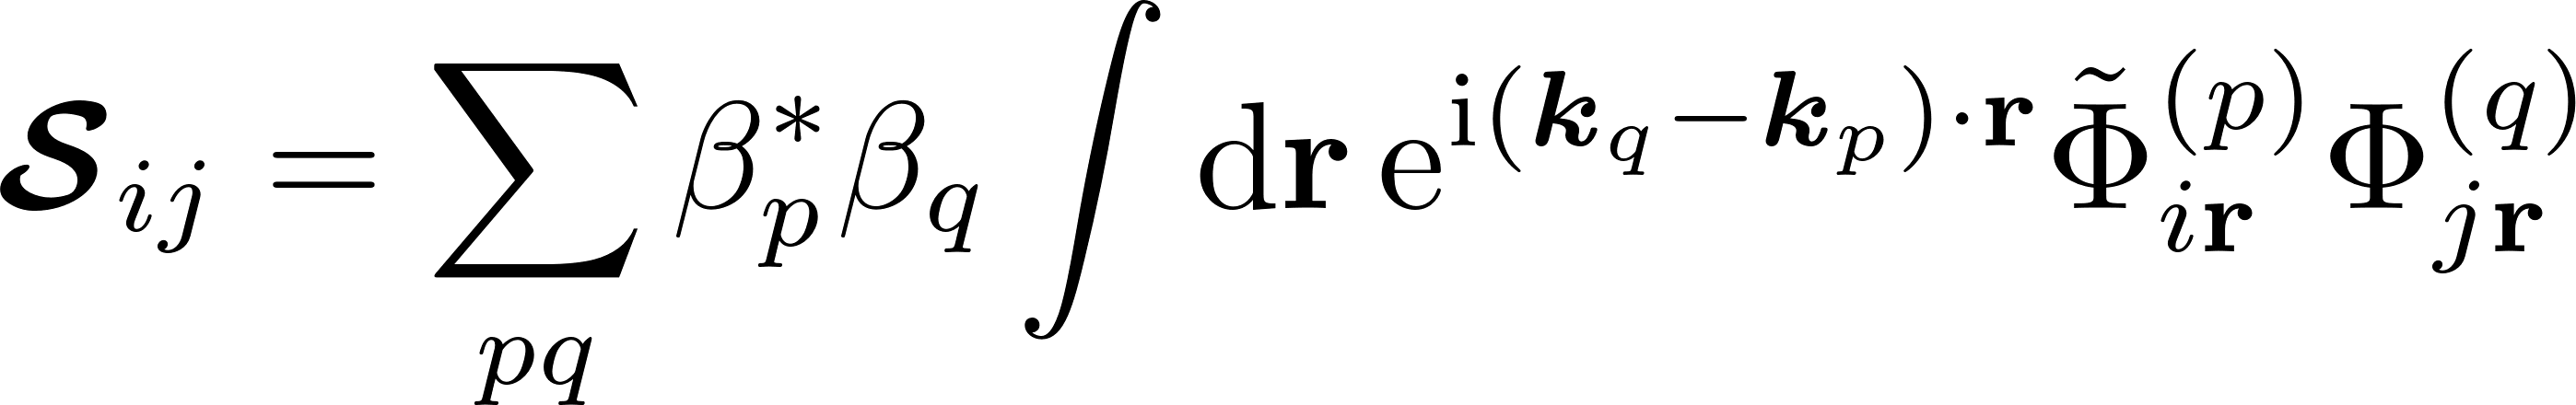 $\boldsymbol{\mathcal{S}}_{ij} = \sum_{pq} \beta_p^* \beta_q \int \mathrm{d}\mathbf{r}\, \mathrm{e}^{\mathrm{i}(\boldsymbol{k}_q - \boldsymbol{k}_p)\cdot\mathbf{r}} \tilde{\Phi}_{i\mathbf{r}}^{(p)} \Phi_{j\mathbf{r}}^{(q)}$